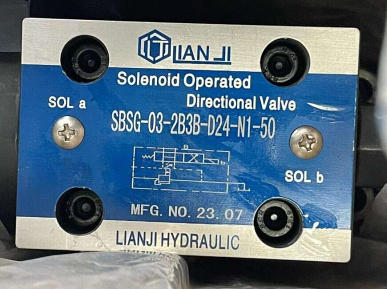 LIAN JI
Solenoid Operated
Directional Valve
SOL a
SBSG-03-2B3B-D24-N1-50
SOL b
MFG. NO. 23. 07
LIANJI HYDRAULIC